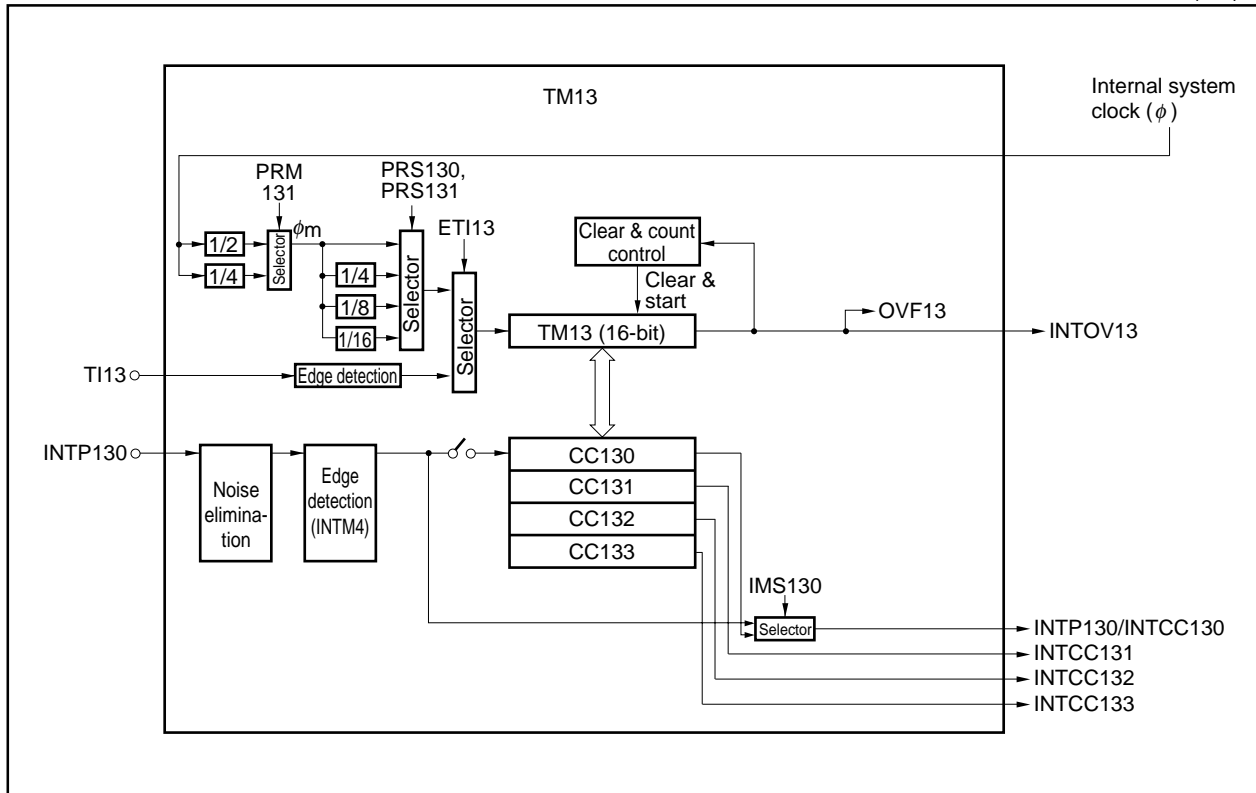 TM13
Internal system
clock (φ)
PRM
131
PRS130,
PRS131
ETI13
φm
1/2
1/4
Selector
1/4
1/8
1/16
Selector
Selector
Clear & count
control
Clear &
start
TM13 (16-bit)
OVF13
INTOV13
TI13
Edge detection
INTP130
Noise
elimina-
tion
Edge
detection
(INTM4)
CC130
CC131
CC132
CC133
IMS130
Selector
INTP130/INTCC130
INTCC131
INTCC132
INTCC133